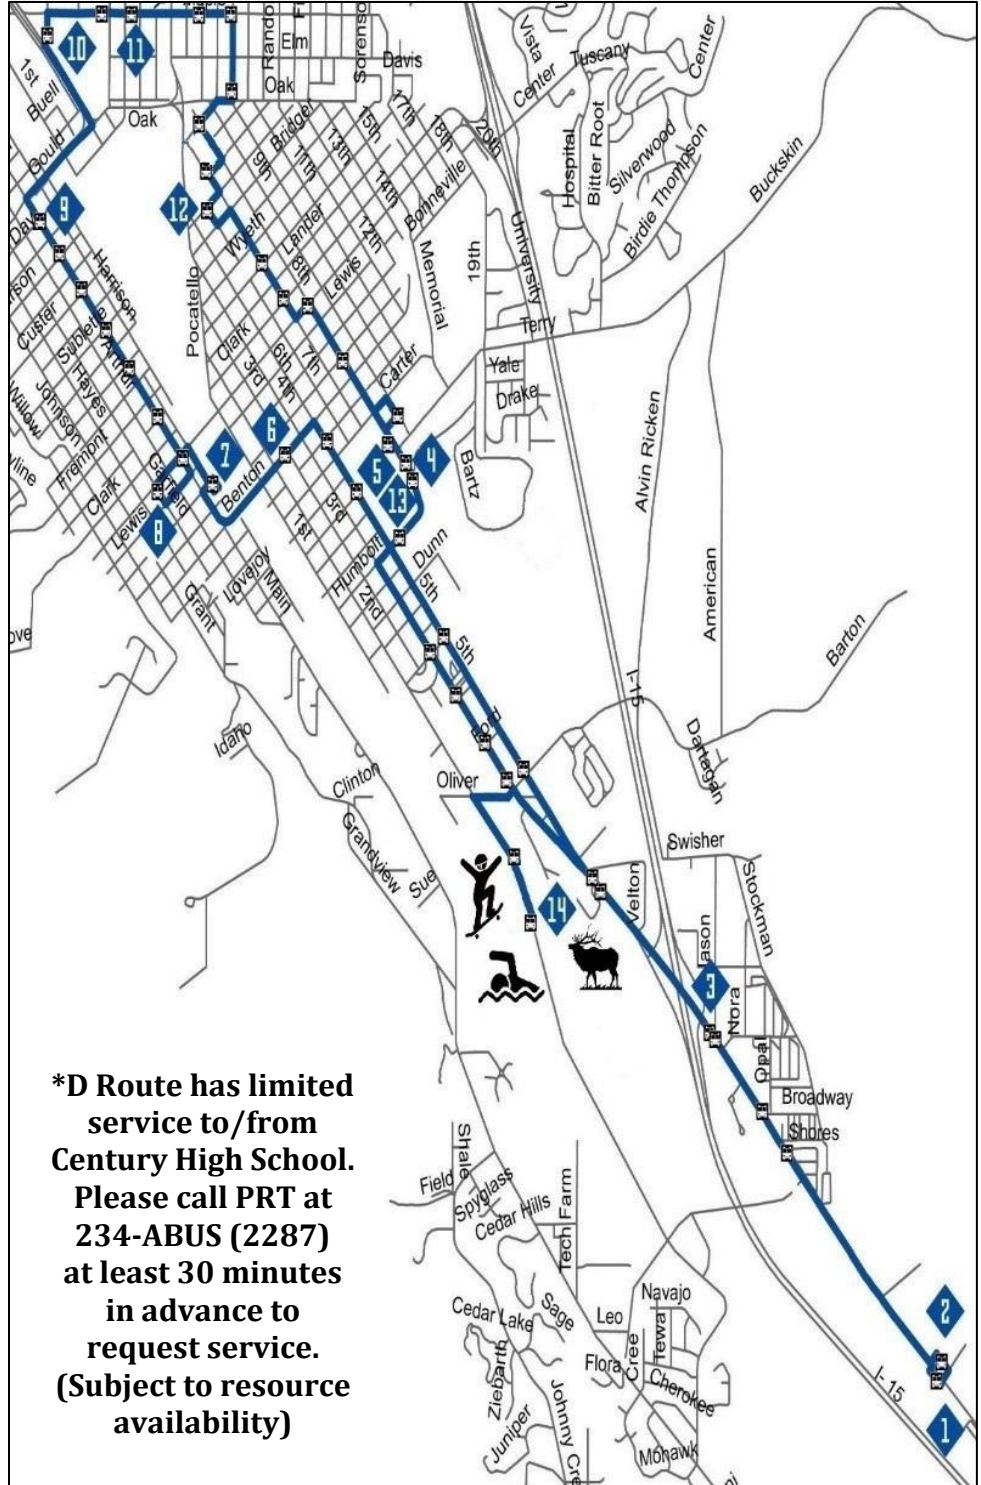 10
11
Elm
Davis
Oak
Oak
1st
Buell
Gould
Bridger
9th
11th
13th
15th
17th
18th
20th
14th
12th
Bonneville
Sorenson
Vista
Center
Tuscany
Center
Hospital
Bitter Root
Silverwood
Birdie Thompson
Buckskin
9
12
Harrison
Custer
Sublette
Arthur
Hayes
Johnson
Willow
Fremont
Clark
Lewis
Garfield
Pocatello
Wyeth
Lander
8th
Lewis
Clark
3rd
6th
4th
7th
Carter
Memorial
19th
University
Terry
Yale
Drake
Bartz
Alvin Ricken
American
Barton
6
7
Benton
8
5
4
13
1st
3rd
Humbolt
2nd
Dunn
5th
5th
Grant
Lovejoy
Main
Idaho
Clinton
Grandview
Sue
Oliver
I-15
Dartagan
Swisher
Stockman
Velton
14
3
Nora
Opal
Broadway
Shores
*D Route has limited
service to/from
Century High School.
Please call PRT at
234-ABUS (2287)
at least 30 minutes
in advance to
request service.
(Subject to resource
availability)
Shale
Field
Spyglass
Cedar Hills
Tech Farm
Cedar Lake
Sage
Leo
Navajo
Tewa
Cree
Flora
Cherokee
Ziebarth
Juniper
Johnny Cre
Mohawk
I-15
2
1